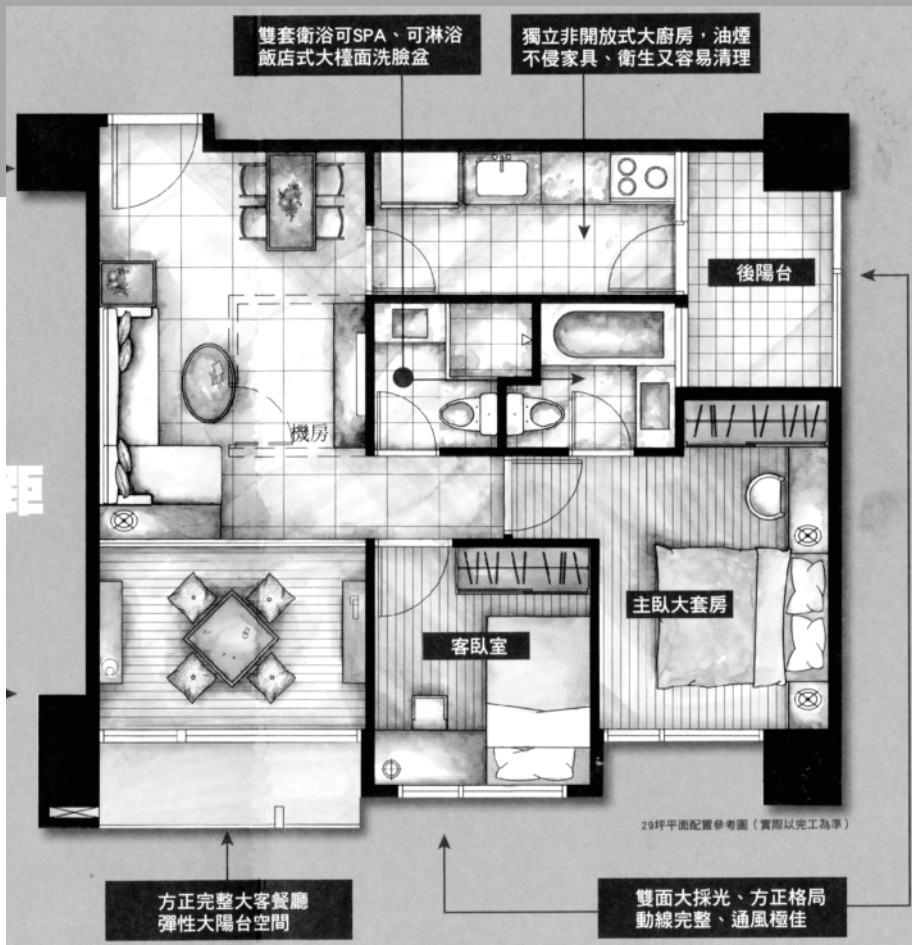 雙套衛浴可SPA、可淋浴
飯店式大檯面洗臉盆
獨立非開放式大廚房，油煙
不侵家具、衛生又容易清理
後陽台
機房
距
主臥大套房
客臥室
29坪平面配置參考圖（實際以完工為準）
方正完整大客餐廳
彈性大陽台空間
雙面大採光、方正格局
動線完整、通風極佳